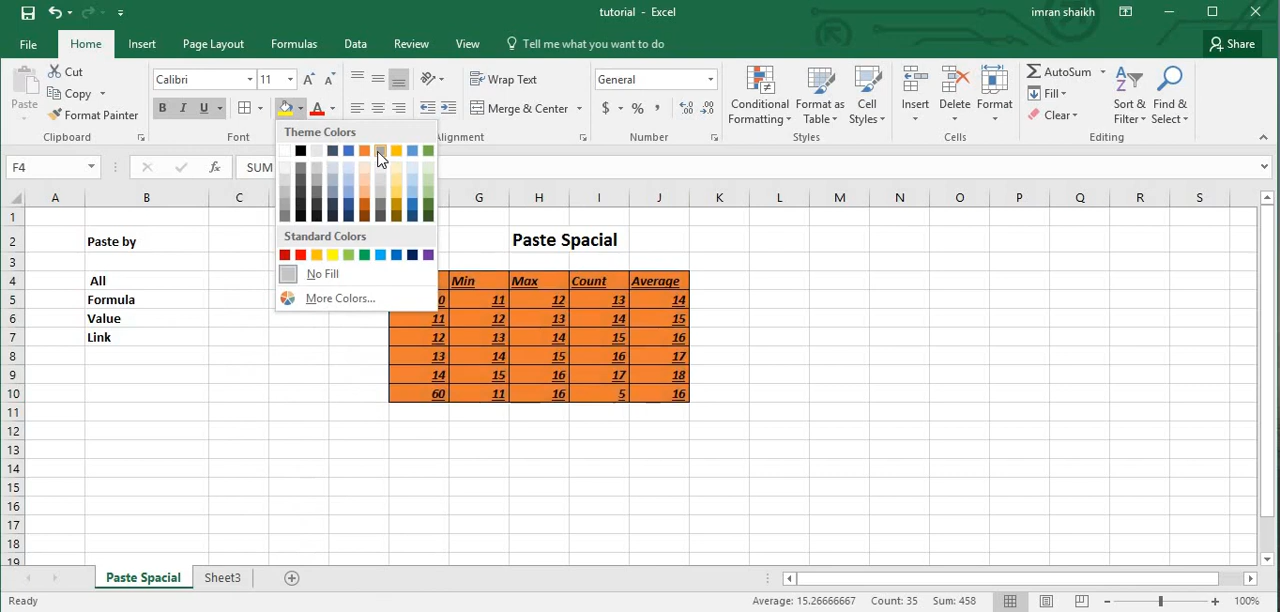 tutorial - Excel
imran shaikh
File Home Insert Page Layout Formulas Data Review View Tell me what you want to do Share
Paste
Cut
Copy
Format Painter
Clipboard
Calibri 11 A A
B I U A
Font
Wrap Text
Merge & Center
Alignment
General
$ % , .0 .00 .00 .0
Number
Conditional Formatting
Format as Table
Cell Styles
Styles
Insert Delete Format
Cells
AutoSum
Fill
Clear
Sort & Filter
Find & Select
Editing
Theme Colors
Standard Colors
No Fill
More Colors...
F4 fx SUM
A B C G H I J K L M N O P Q R S
1
2 Paste by Paste Spacial
3
4 All Min Max Count Average
5 Formula 0 11 12 13 14
6 Value 11 12 13 14 15
7 Link 12 13 14 15 16
8 13 14 15 16 17
9 14 15 16 17 18
10 60 11 16 5 16
11
12
13
14
15
16
17
18
19
Paste Spacial Sheet3
Ready Average: 15.26666667 Count: 35 Sum: 458 100%